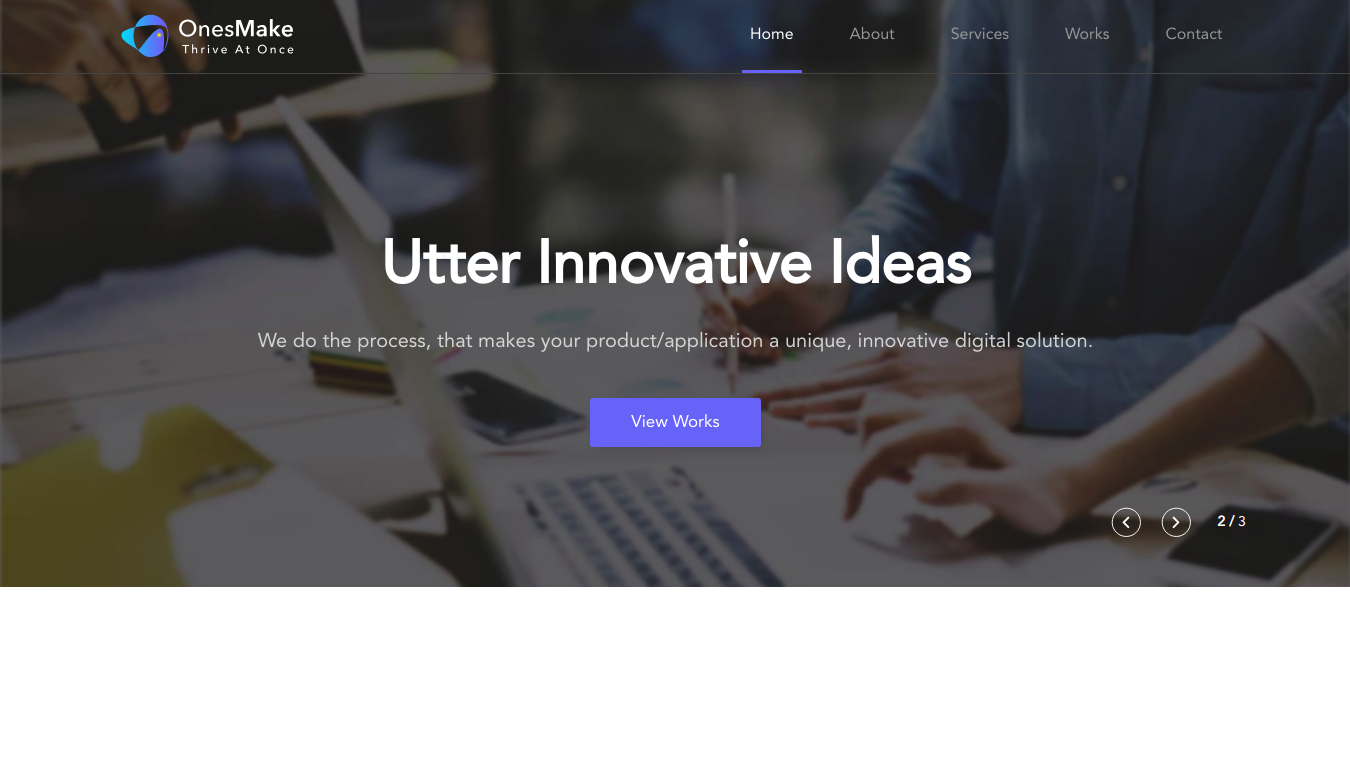 OnesMake
Thrive At Once
Home
About
Services
Works
Contact
Utter Innovative Ideas
We do the process, that makes your product/application a unique, innovative digital solution.
View Works
2 / 3